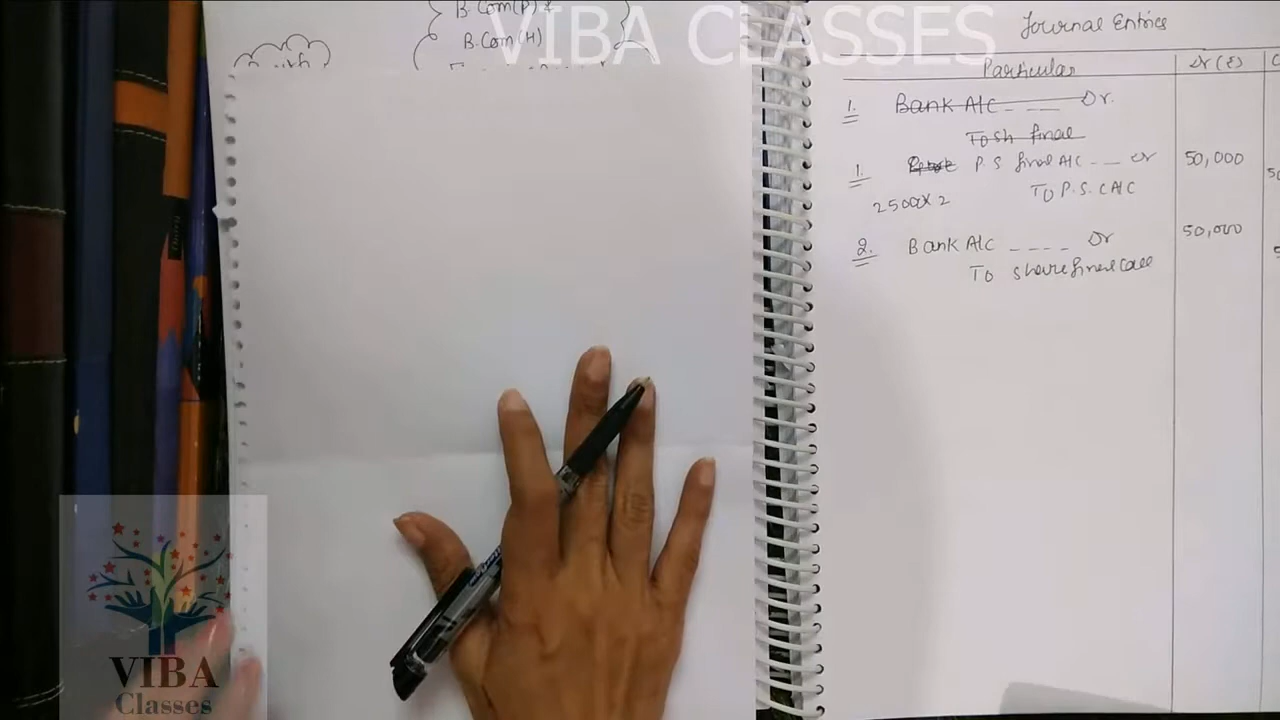 B.Com(P) &
B.Com(H)
VIBA CLASSES
Journal Entries
Particular
Dr (₹)
1. Bank A/C ---- Dr.
To sh final
1. P.S final A/C -- Dr 50,000
2500x2 To P.S.C A/C
2. Bank A/C ---- Dr 50,000
To share final call
VIBA
Classes